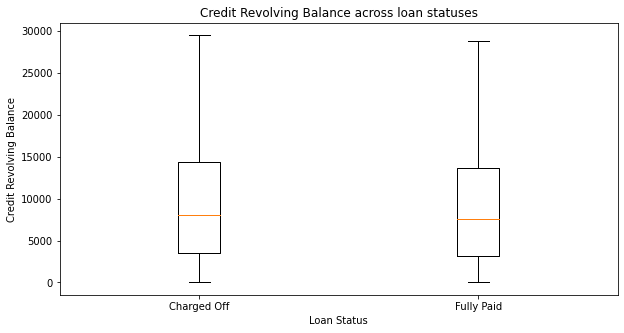 Credit Revolving Balance across loan statuses
30000
25000
20000
15000
10000
5000
0
Credit Revolving Balance
Charged Off
Fully Paid
Loan Status